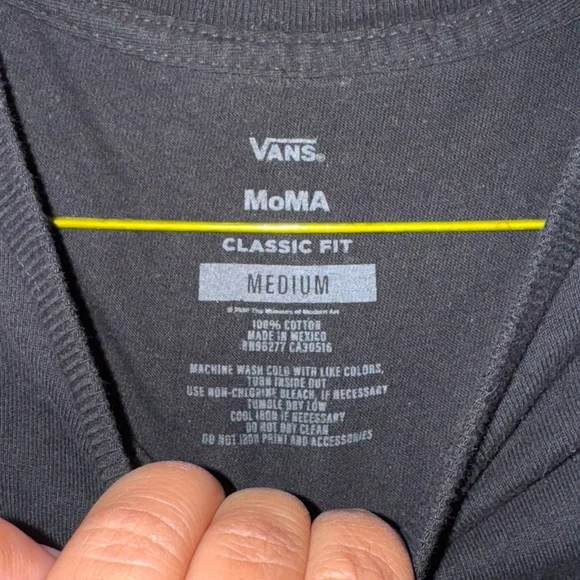 VANS®
MoMA
CLASSIC FIT
MEDIUM
The Museum of Modern Art
100% COTTON
MADE IN MEXICO
RN96277 CA30516
MACHINE WASH COLD WITH LIKE COLORS,
TURN INSIDE OUT
USE NON-CHLORINE BLEACH, IF NECESSARY
TUMBLE DRY LOW
COOL IRON IF NECESSARY
DO NOT DRY CLEAN
DO NOT IRON PRINT AND ACCESSORIES